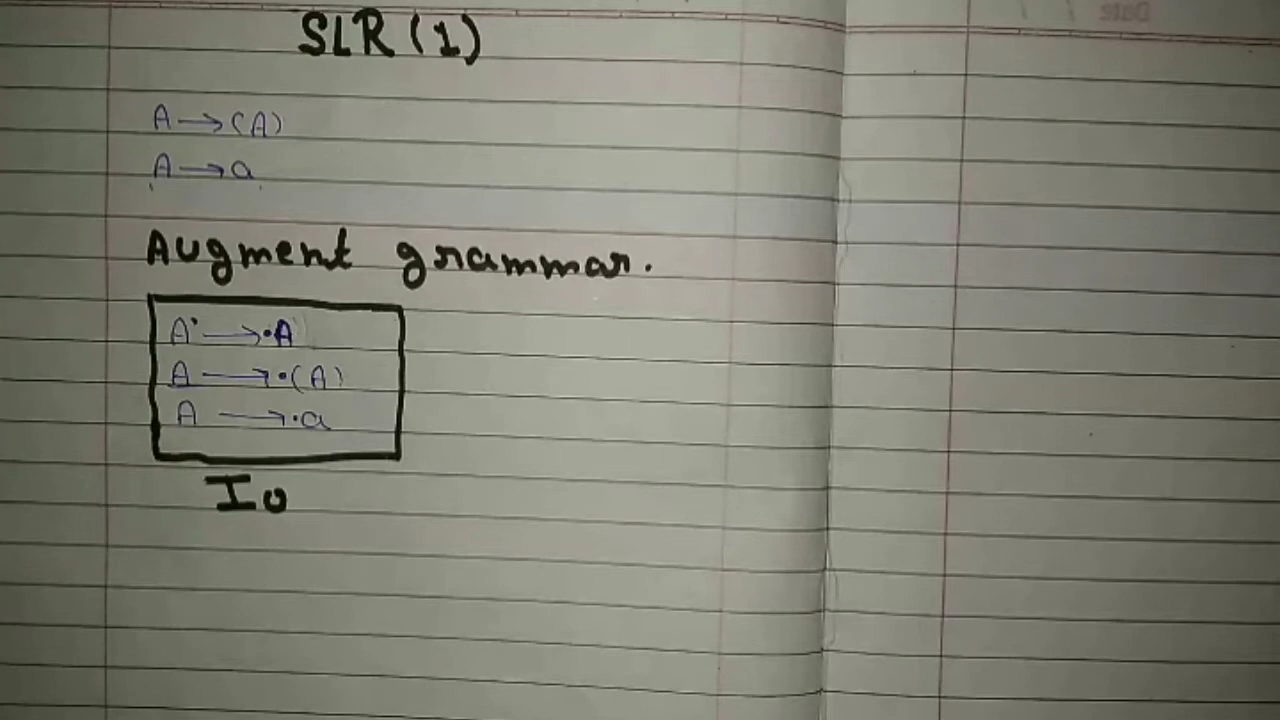 SLR (1)
A → (A)
A → a
Augment grammar.
A' → •A
A → •(A)
A → •a
I0